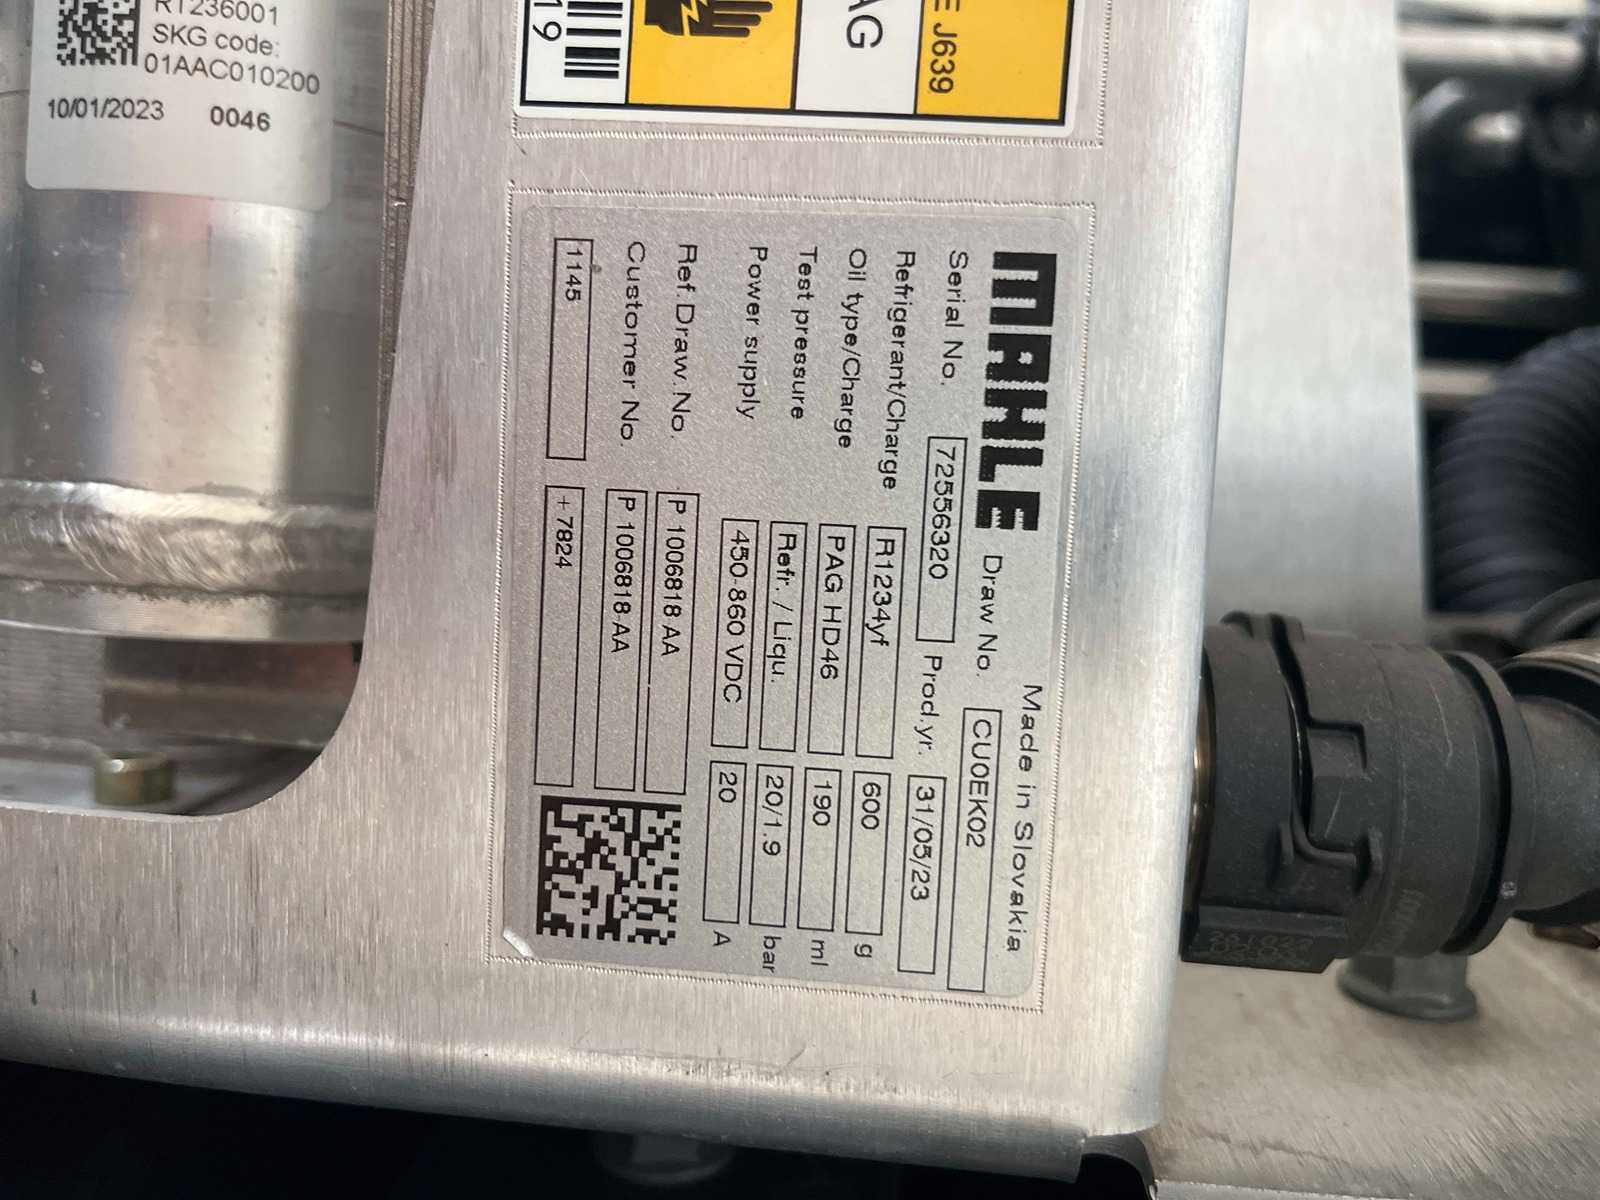 RT236001
SKG code:
01AAC010200
10/01/2023 0046
19
AG
E J639
MAHLE
Made in Slovakia
Draw No. CU0EK02
Serial No. 72556320 Prod.yr. 31/05/23
Refrigerant/Charge R1234yf 600 g
Oil type/Charge PAG HD46 190 ml
Test pressure Refr. / Liqu. 20/1.9 bar
Power supply 450-860 VDC 20 A
Ref.Draw.No. P 1006818 AA
Customer No. P 1006818 AA
1145 +7824